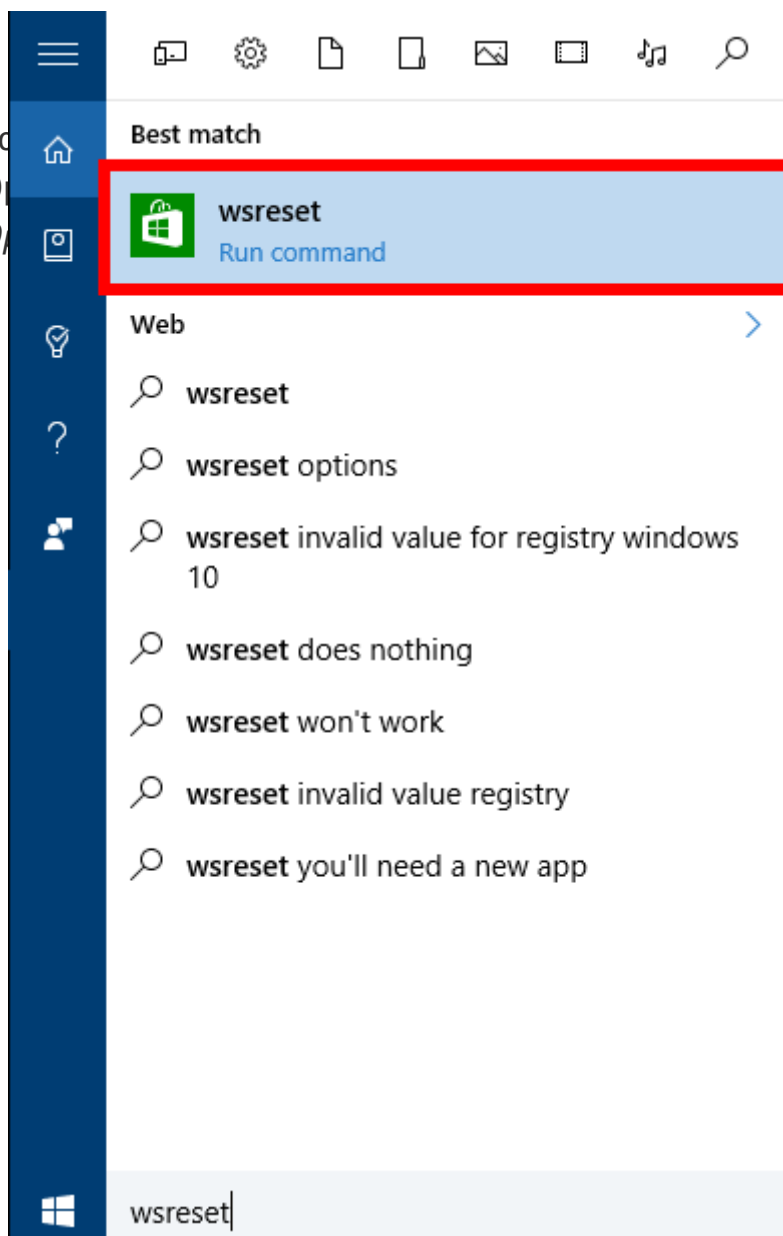 Best match
wsreset
Run command
Web
wsreset
wsreset options
wsreset invalid value for registry windows
10
wsreset does nothing
wsreset won't work
wsreset invalid value registry
wsreset you'll need a new app
wsreset